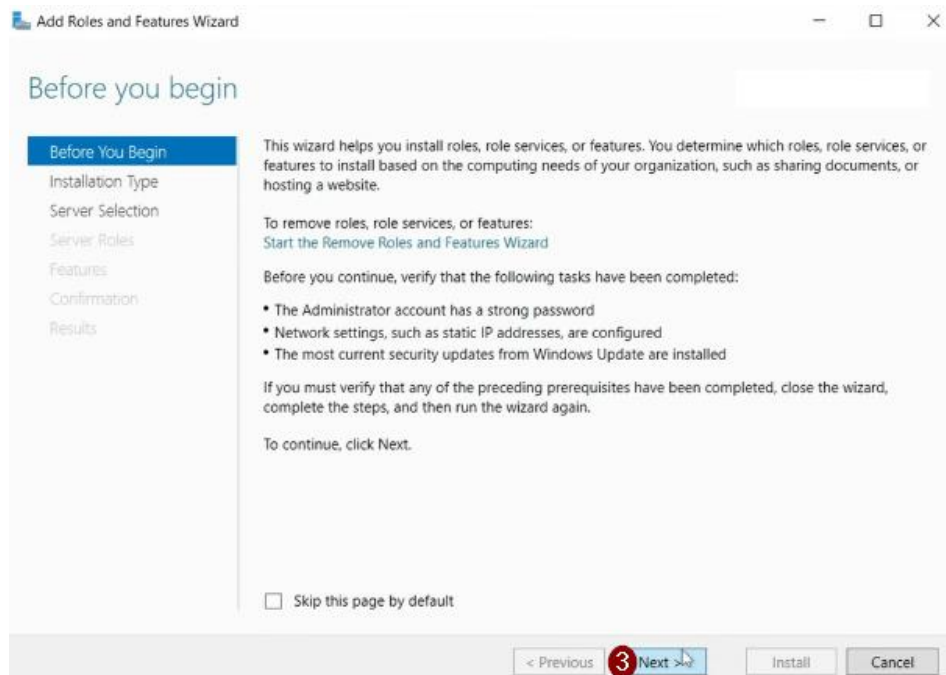 Add Roles and Features Wizard
Before you begin
Before You Begin
Installation Type
Server Selection
Server Roles
Features
Confirmation
Results
This wizard helps you install roles, role services, or features. You determine which roles, role services, or
features to install based on the computing needs of your organization, such as sharing documents, or
hosting a website.
To remove roles, role services, or features:
Start the Remove Roles and Features Wizard
Before you continue, verify that the following tasks have been completed:
• The Administrator account has a strong password
• Network settings, such as static IP addresses, are configured
• The most current security updates from Windows Update are installed
If you must verify that any of the preceding prerequisites have been completed, close the wizard,
complete the steps, and then run the wizard again.
To continue, click Next.
Skip this page by default
< Previous 3 Next > Install Cancel